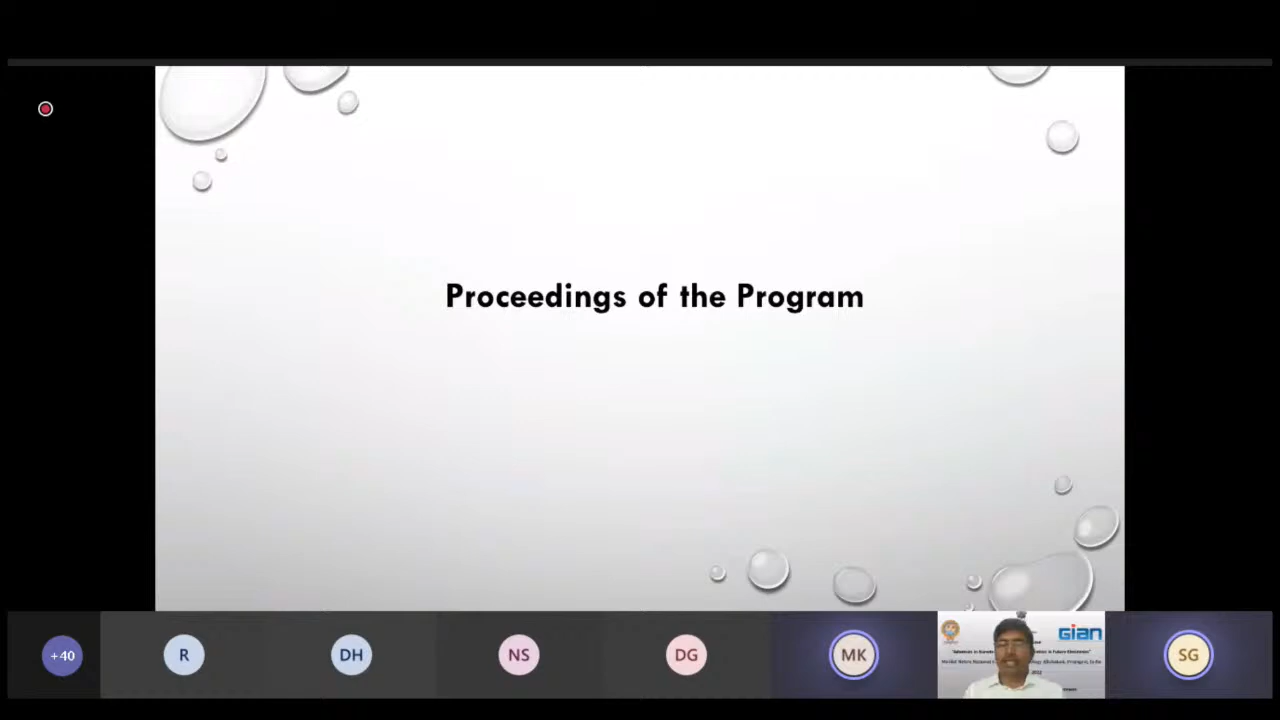 Proceedings of the Program
+40
R
DH
NS
DG
MK
GIAN
SG